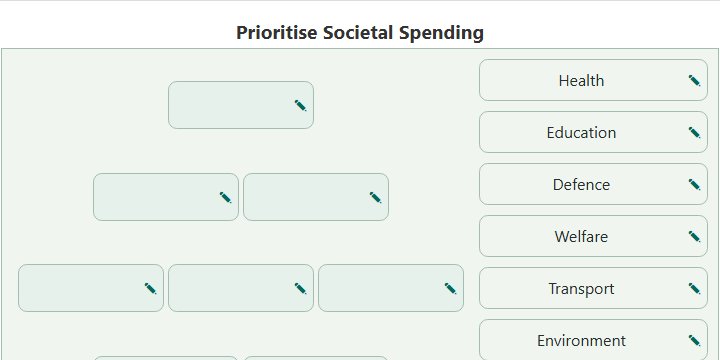 Prioritise Societal Spending
Health
Education
Defence
Welfare
Transport
Environment